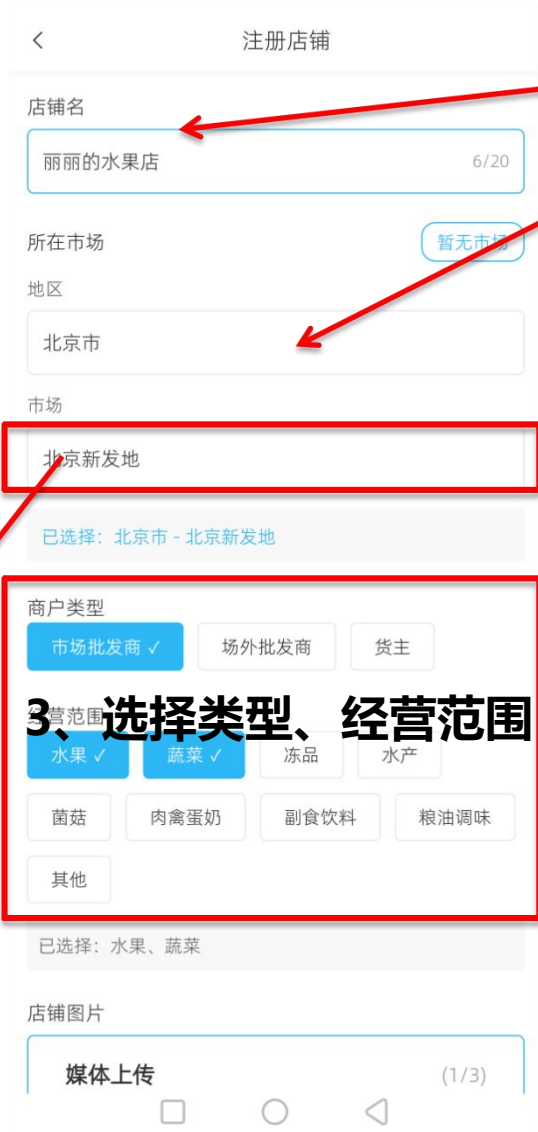 注册店铺
店铺名
丽丽的水果店 6/20
所在市场 暂无市场
地区
北京市
市场
北京新发地
已选择：北京市 - 北京新发地
商户类型
市场批发商 ✓ 场外批发商 货主
3、选择类型、经营范围
经营范围
水果 ✓ 蔬菜 ✓ 冻品 水产
菌菇 肉禽蛋奶 副食饮料 粮油调味
其他
已选择：水果、蔬菜
店铺图片
媒体上传 (1/3)